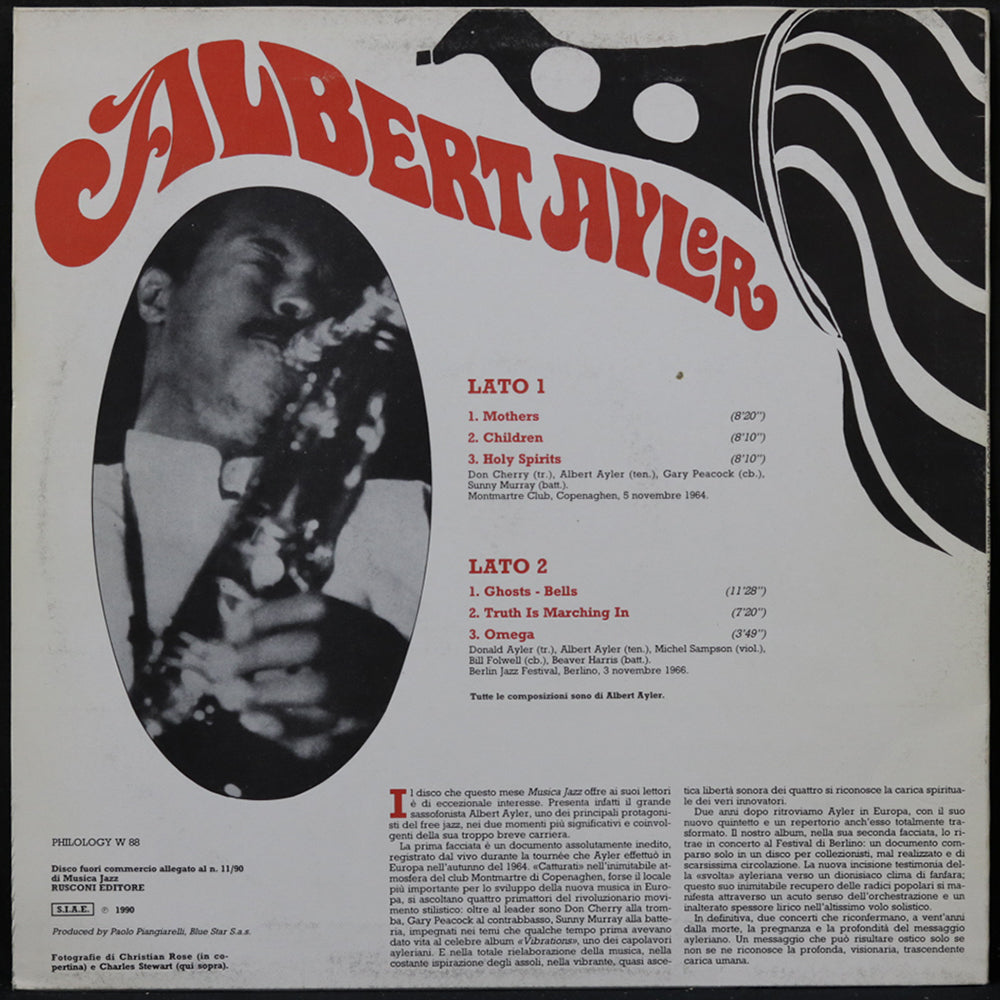 ALBERT AYLER
LATO 1
1. Mothers (8'20")
2. Children (8'10")
3. Holy Spirits (8'10")
Don Cherry (tr.), Albert Ayler (ten.), Gary Peacock (cb.),
Sunny Murray (batt.).
Montmartre Club, Copenaghen, 5 novembre 1964.
LATO 2
1. Ghosts - Bells (11'28")
2. Truth Is Marching In (7'20")
3. Omega (3'49")
Donald Ayler (tr.), Albert Ayler (ten.), Michel Sampson (viol.),
Bill Folwell (cb.), Beaver Harris (batt.).
Berlin Jazz Festival, Berlino, 3 novembre 1966.
Tutte le composizioni sono di Albert Ayler.
PHILOLOGY W 88
Disco fuori commercio allegato al n. 11/90
di Musica Jazz
RUSCONI EDITORE
S.I.A.E. ℗ 1990
Produced by Paolo Piangiarelli, Blue Star S.a.s.
Fotografie di Christian Rose (in co-
pertina) e Charles Stewart (qui sopra).
Il disco che questo mese Musica Jazz offre ai suoi lettori
è di eccezionale interesse. Presenta infatti il grande
sassofonista Albert Ayler, uno dei principali protagoni-
sti del free jazz, nei due momenti più significativi e coinvol-
genti della sua troppo breve carriera.
La prima facciata è un documento assolutamente inedito,
registrato dal vivo durante la tournée che Ayler effettuò in
Europa nell'autunno del 1964. «Catturati» nell'inimitabile at-
mosfera del club Montmartre di Copenaghen, forse il locale
più importante per lo sviluppo della nuova musica in Euro-
pa, si ascoltano quattro primattori del rivoluzionario movi-
mento stilistico: oltre al leader sono Don Cherry alla trom-
ba, Gary Peacock al contrabbasso, Sunny Murray alla batte-
ria, impegnati nei temi che qualche tempo prima avevano
dato vita al celebre album «Vibrations», uno dei capolavori
ayleriani. E nella totale rielaborazione della musica, nella
costante ispirazione degli assoli, nella vibrante, quasi asce-
tica libertà sonora dei quattro si riconosce la carica spiritua-
le dei veri innovatori.
Due anni dopo ritroviamo Ayler in Europa, con il suo
nuovo quintetto e un repertorio anch'esso totalmente tra-
sformato. Il nostro album, nella sua seconda facciata, lo ri-
trae in concerto al Festival di Berlino: un documento com-
parso solo in un disco per collezionisti, mal realizzato e di
scarsissima circolazione. La nuova incisione testimonia del-
la «svolta» ayleriana verso un dionisiaco clima di fanfara;
questo suo inimitabile recupero delle radici popolari si ma-
nifesta attraverso un acuto senso dell'orchestrazione e un
inalterato spessore lirico nell'altissimo volo solistico.
In definitiva, due concerti che riconfermano, a vent'anni
dalla morte, la pregnanza e la profondità del messaggio
ayleriano. Un messaggio che può risultare ostico solo se
non se ne riconosce la profonda, visionaria, trascendente
carica umana.